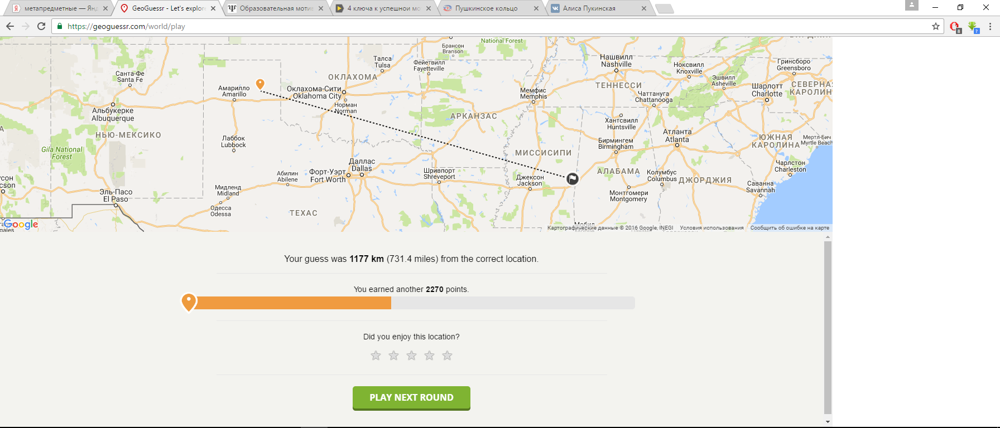 метапредметные — Янд
GeoGuessr - Let's explore
Образовательная моти
4 ключа к успешной мо
Пушкинское кольцо
Алиса Пукинская
https://geoguessr.com/world/play
8
?
National Forest
Брансон
Branson
Талса
Tulsa
Фейетвилл
Fayetteville
ОКЛАХОМА
Нашвилл
Nashville
Ноксвилл
Knoxville
Гринсборо
Greensboro
Санта-Фе
Santa Fe
Амарилло
Amarillo
Оклахома-Сити
Oklahoma City
Норман
Norman
Мемфис
Memphis
ТЕННЕССИ
Чаттануга
Chattanooga
Эшвилл
Asheville
Шарлотт
Charlotte
СЕВЕРНА
КАРОЛИН
Альбукерке
Albuquerque
АРКАНЗАС
Хантсвилл
Huntsville
НЬЮ-МЕКСИКО
Лаббок
Lubbock
Атланта
Atlanta
Бирмингем
Birmingham
ЮЖНАЯ
КАРОЛИНА
Мертл-Бич
Myrtle Beach
Gila National
Forest
МИССИСИПИ
Даллас
Dallas
Форт-Уэрт
Fort Worth
Абилин
Abilene
Шривпорт
Shreveport
Джексон
Jackson
АЛАБАМА
Колумбус
Columbus
ДЖОРДЖИЯ
Чарлстон
Charleston
Саванна
Savannah
Монтгомери
Montgomery
Мидленд
Midland
Одесса
Odessa
Эль-Пасо
El Paso
ТЕХАС
Google
Картографические данные © 2016 Google, INEGI Условия использования Сообщить об ошибке на карте
Your guess was 1177 km (731.4 miles) from the correct location.
You earned another 2270 points.
Did you enjoy this location?
PLAY NEXT ROUND